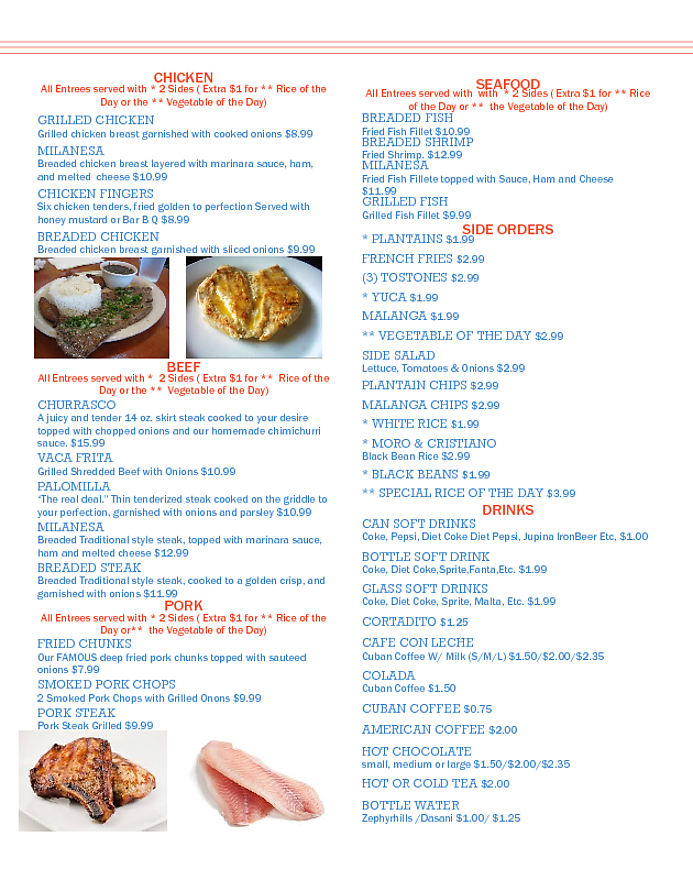 CHICKEN
All Entrees served with * 2 Sides ( Extra $1 for ** Rice of the
Day or the ** Vegetable of the Day)
GRILLED CHICKEN
Grilled chicken breast garnished with cooked onions $8.99
MILANESA
Breaded chicken breast layered with marinara sauce, ham,
and melted cheese $10.99
CHICKEN FINGERS
Six chicken tenders, fried golden to perfection Served with
honey mustard or Bar B Q $8.99
BREADED CHICKEN
Breaded chicken breast garnished with sliced onions $9.99
BEEF
All Entrees served with * 2 Sides ( Extra $1 for ** Rice of the
Day or the ** Vegetable of the Day)
CHURRASCO
A juicy and tender 14 oz. skirt steak cooked to your desire
topped with chopped onions and our homemade chimichurri
sauce. $15.99
VACA FRITA
Grilled Shredded Beef with Onions $10.99
PALOMILLA
"The real deal." Thin tenderized steak cooked on the griddle to
your perfection, garnished with onions and parsley $10.99
MILANESA
Breaded Traditional style steak, topped with marinara sauce,
ham and melted cheese $12.99
BREADED STEAK
Breaded Traditional style steak, cooked to a golden crisp, and
garnished with onions $11.99
PORK
All Entrees served with * 2 Sides ( Extra $1 for ** Rice of the
Day or** the Vegetable of the Day)
FRIED CHUNKS
Our FAMOUS deep fried pork chunks topped with sauteed
onions $7.99
SMOKED PORK CHOPS
2 Smoked Pork Chops with Grilled Onons $9.99
PORK STEAK
Pork Steak Grilled $9.99
SEAFOOD
All Entrees served with with * 2 Sides ( Extra $1 for ** Rice
of the Day or ** the Vegetable of the Day)
BREADED FISH
Fried Fish Fillet $10.99
BREADED SHRIMP
Fried Shrimp. $12.99
MILANESA
Fried Fish Fillete topped with Sauce, Ham and Cheese
$11.99
GRILLED FISH
Grilled Fish Fillet $9.99
SIDE ORDERS
* PLANTAINS $1.99
FRENCH FRIES $2.99
(3) TOSTONES $2.99
* YUCA $1.99
MALANGA $1.99
** VEGETABLE OF THE DAY $2.99
SIDE SALAD
Lettuce, Tomatoes & Onions $2.99
PLANTAIN CHIPS $2.99
MALANGA CHIPS $2.99
* WHITE RICE $1.99
* MORO & CRISTIANO
Black Bean Rice $2.99
* BLACK BEANS $1.99
** SPECIAL RICE OF THE DAY $3.99
DRINKS
CAN SOFT DRINKS
Coke, Pepsi, Diet Coke Diet Pepsi, Jupina IronBeer Etc, $1.00
BOTTLE SOFT DRINK
Coke, Diet Coke,Sprite,Fanta,Etc. $1.99
GLASS SOFT DRINKS
Coke, Diet Coke, Sprite, Malta, Etc. $1.99
CORTADITO $1.25
CAFE CON LECHE
Cuban Coffee W/ Milk (S/M/L) $1.50/$2.00/$2.35
COLADA
Cuban Coffee $1.50
CUBAN COFFEE $0.75
AMERICAN COFFEE $2.00
HOT CHOCOLATE
small, medium or large $1.50/$2.00/$2.35
HOT OR COLD TEA $2.00
BOTTLE WATER
Zephyrhills /Dasani $1.00/ $1.25